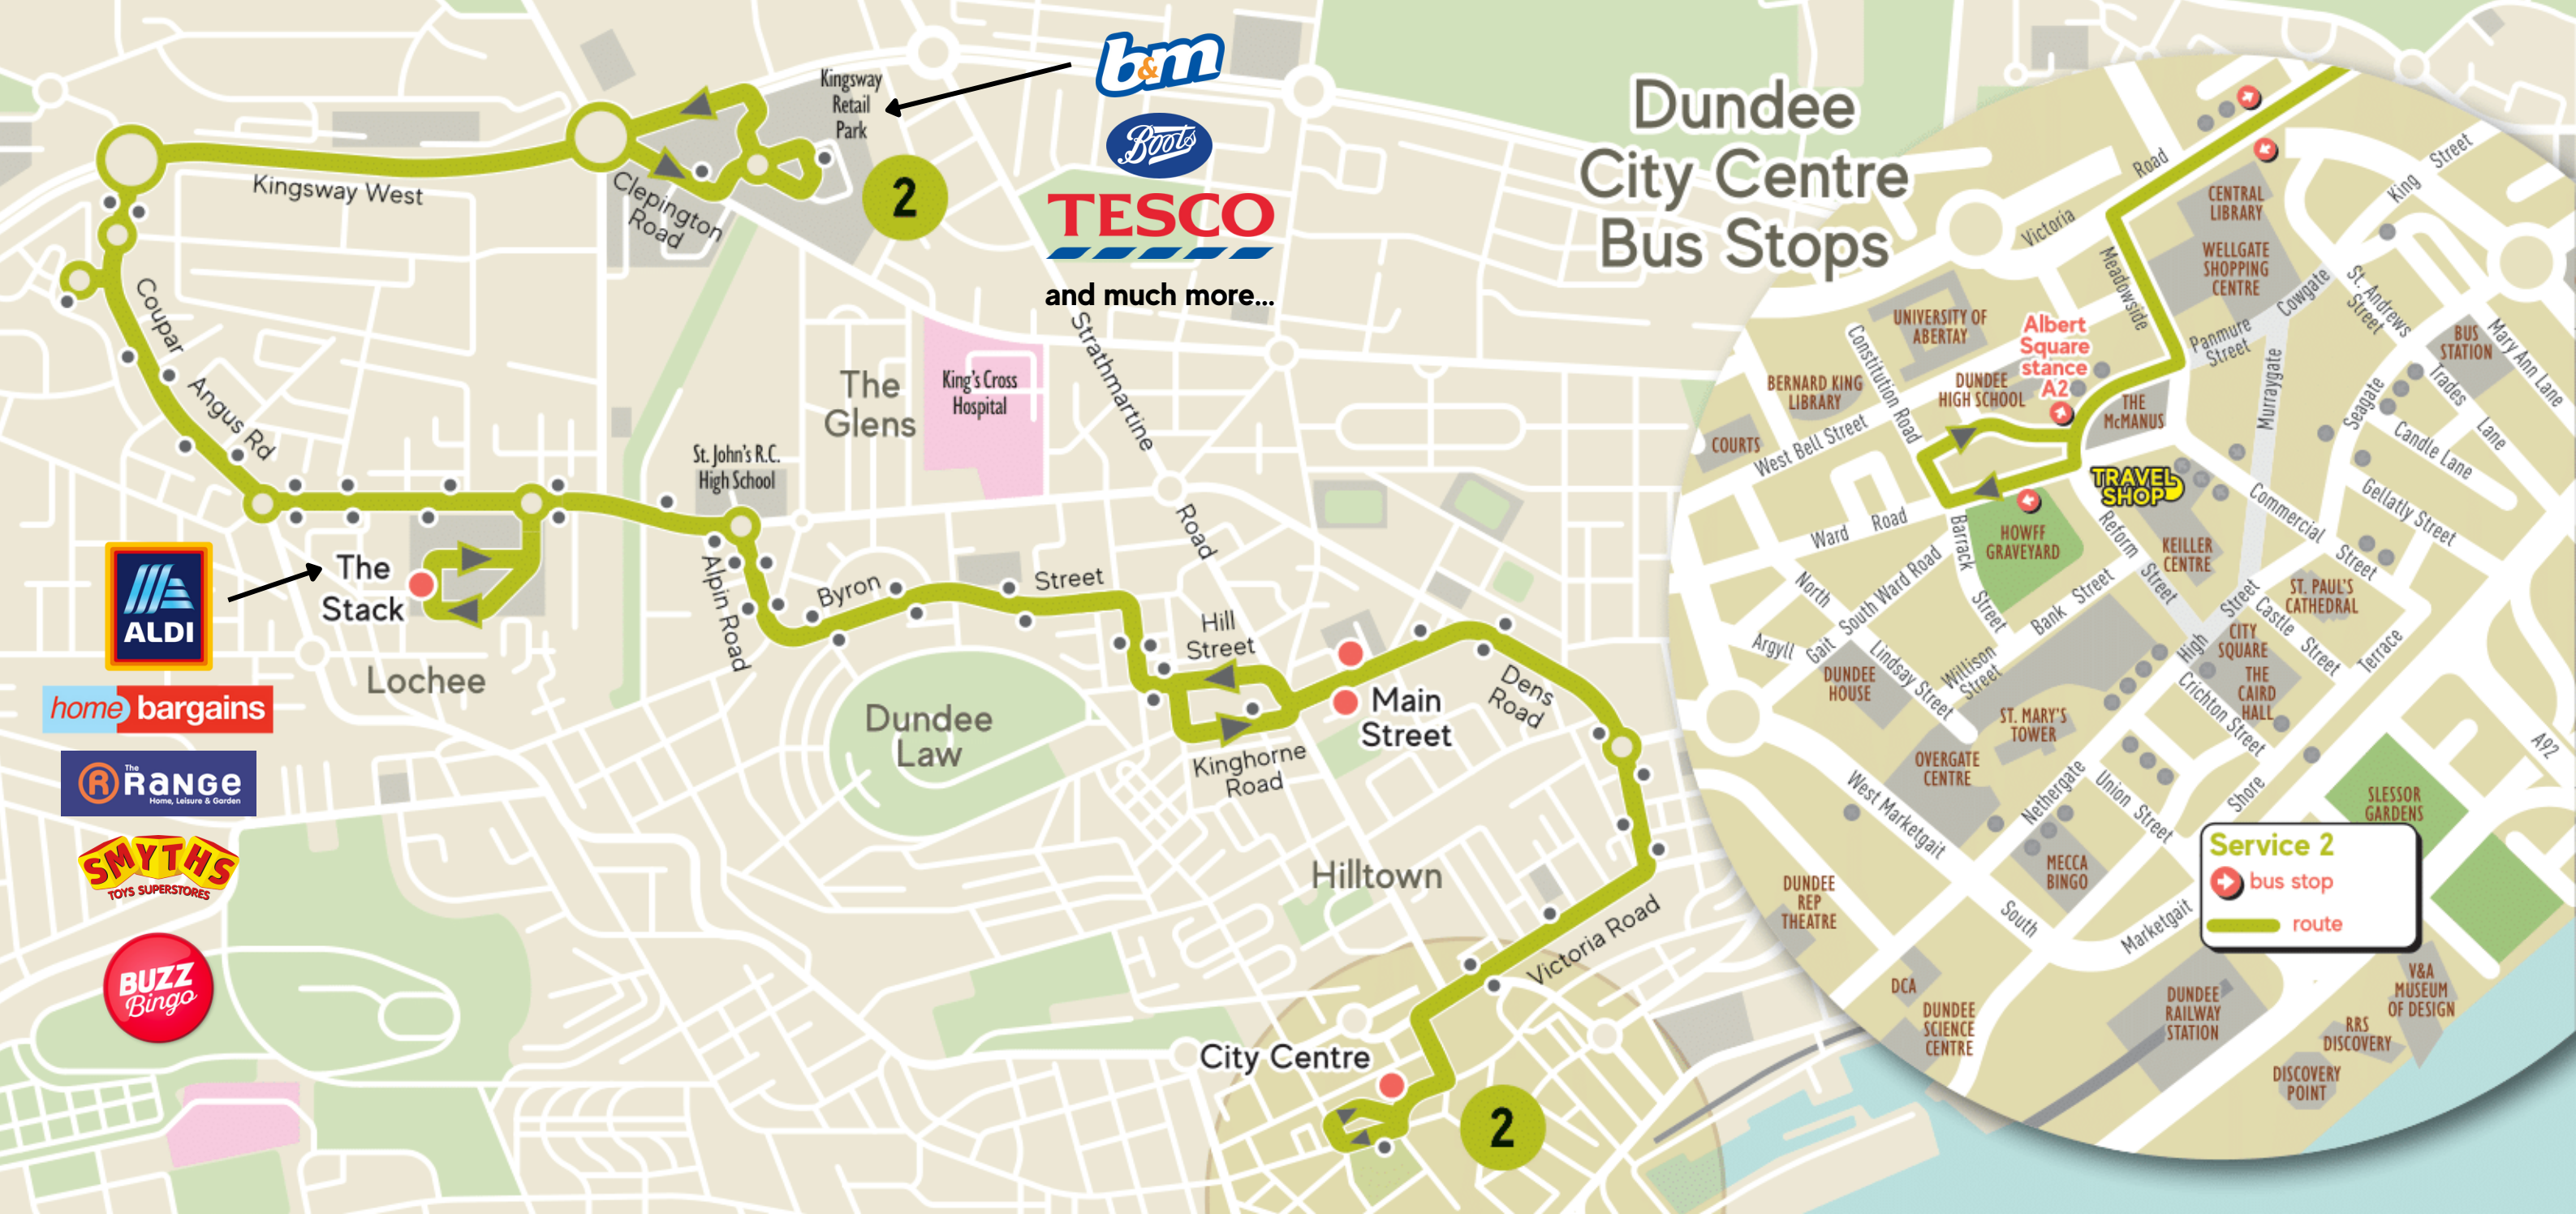 Kingsway
Retail
Park
2
b&m
Boots
TESCO
and much more...
Kingsway West
Clepington
Road
Coupar
Angus Rd
The
Stack
ALDI
home bargains
The
RANGE
Home, Leisure & Garden
SMYTHS
TOYS SUPERSTORES
BUZZ
Bingo
Lochee
St. John's R.C.
High School
The
Glens
King's Cross
Hospital
Strathmartine
Road
Alpin Road
Byron
Street
Dundee
Law
Hill
Street
Kinghorne
Road
Main
Street
Dens
Road
Hilltown
Victoria Road
City Centre
2
Dundee
City Centre
Bus Stops
Victoria
Road
CENTRAL
LIBRARY
WELLGATE
SHOPPING
CENTRE
King Street
Meadowside
Cowgate
St. Andrews
Street
Panmure
Street
Murraygate
BUS
STATION
Mary Ann Lane
Trades
Lane
Seagate
Candle Lane
Gellatly Street
UNIVERSITY OF
ABERTAY
Albert
Square
stance
A2
Constitution Road
BERNARD KING
LIBRARY
DUNDEE
HIGH SCHOOL
THE
McMANUS
COURTS
West Bell Street
TRAVEL
SHOP
Commercial
Street
Ward Road
Barrack
Street
HOWFF
GRAVEYARD
Reform
Street
KEILLER
CENTRE
North
South Ward Road
Bank Street
ST. PAUL'S
CATHEDRAL
Castle
Street
Argyll
Gait
Lindsay Street
Willison
Street
High
Street
CITY
SQUARE
THE
CAIRD
HALL
Terrace
DUNDEE
HOUSE
Crichton Street
ST. MARY'S
TOWER
OVERGATE
CENTRE
A92
West Marketgait
Nethergate
Union Street
Shore
SLESSOR
GARDENS
MECCA
BINGO
Service 2
bus stop
route
DUNDEE
REP
THEATRE
South
Marketgait
DCA
DUNDEE
SCIENCE
CENTRE
DUNDEE
RAILWAY
STATION
V&A
MUSEUM
OF DESIGN
RRS
DISCOVERY
DISCOVERY
POINT